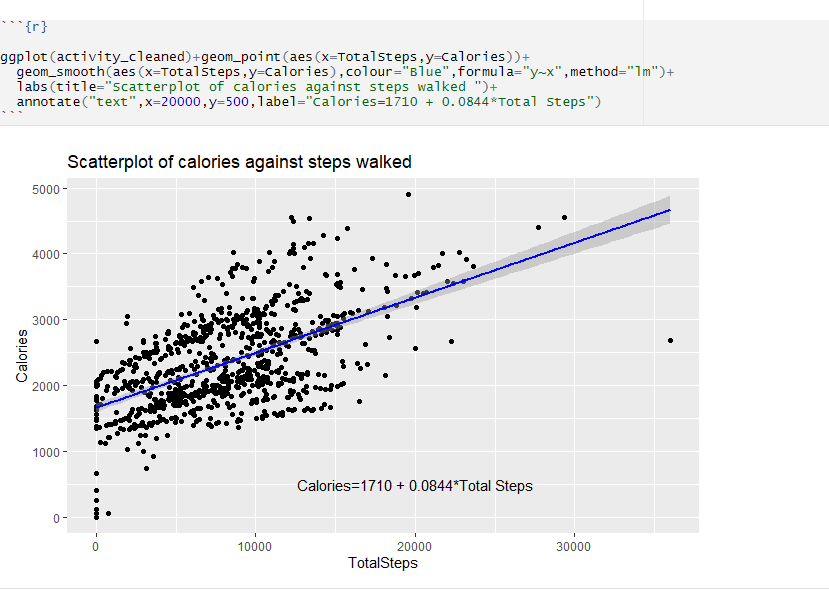 ```{r}
ggplot(activity_cleaned)+geom_point(aes(x=TotalSteps,y=Calories))+
geom_smooth(aes(x=TotalSteps,y=Calories),colour="Blue",formula="y~x",method="lm")+
labs(title="Scatterplot of calories against steps walked ")+
annotate("text",x=20000,y=500,label="Calories=1710 + 0.0844*Total Steps")
```
Scatterplot of calories against steps walked
5000
4000
3000
2000
1000
0
Calories
Calories=1710 + 0.0844*Total Steps
0 10000 20000 30000
TotalSteps